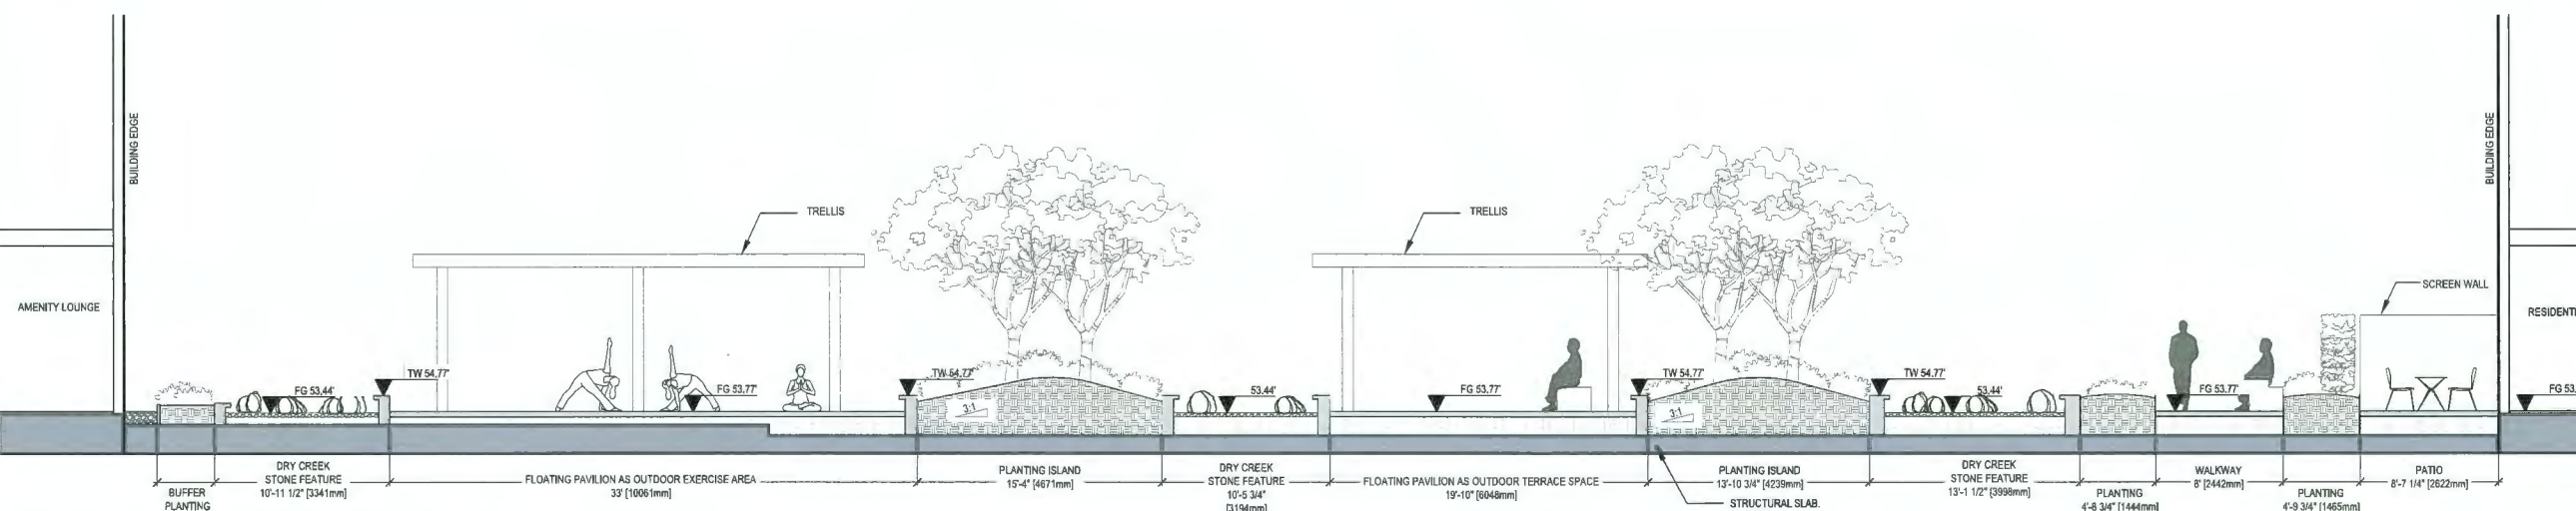 BUILDING EDGE
BUILDING EDGE
TRELLIS
TRELLIS
SCREEN WALL
AMENITY LOUNGE
TW 54.77'
TW 54.77'
TW 54.77'
TW 54.77'
FG 53.44'
FG 53.77'
53.44'
FG 53.77'
53.44'
FG 53.77'
3:1
3:1
BUFFER
PLANTING
DRY CREEK
STONE FEATURE
10'-11 1/2" [3341mm]
FLOATING PAVILION AS OUTDOOR EXERCISE AREA
33' [10061mm]
PLANTING ISLAND
15'-4" [4671mm]
DRY CREEK
STONE FEATURE
10'-5 3/4"
[3194mm]
FLOATING PAVILION AS OUTDOOR TERRACE SPACE
19'-10" [6048mm]
PLANTING ISLAND
13'-10 3/4" [4239mm]
STRUCTURAL SLAB.
DRY CREEK
STONE FEATURE
13'-1 1/2" [3998mm]
PLANTING
4'-8 3/4" [1444mm]
WALKWAY
8' [2442mm]
PLANTING
4'-9 3/4" [1465mm]
PATIO
8'-7 1/4" [2622mm]